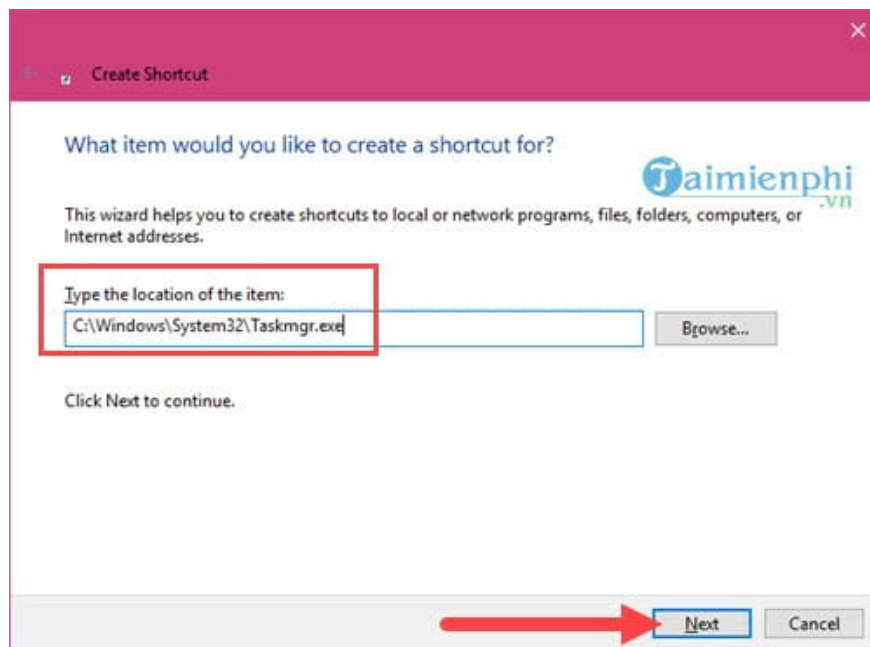 Create Shortcut
What item would you like to create a shortcut for?
Taimienphi
.vn
This wizard helps you to create shortcuts to local or network programs, files, folders, computers, or
Internet addresses.
Type the location of the item:
C:\Windows\System32\Taskmgr.exe
Browse...
Click Next to continue.
Next
Cancel